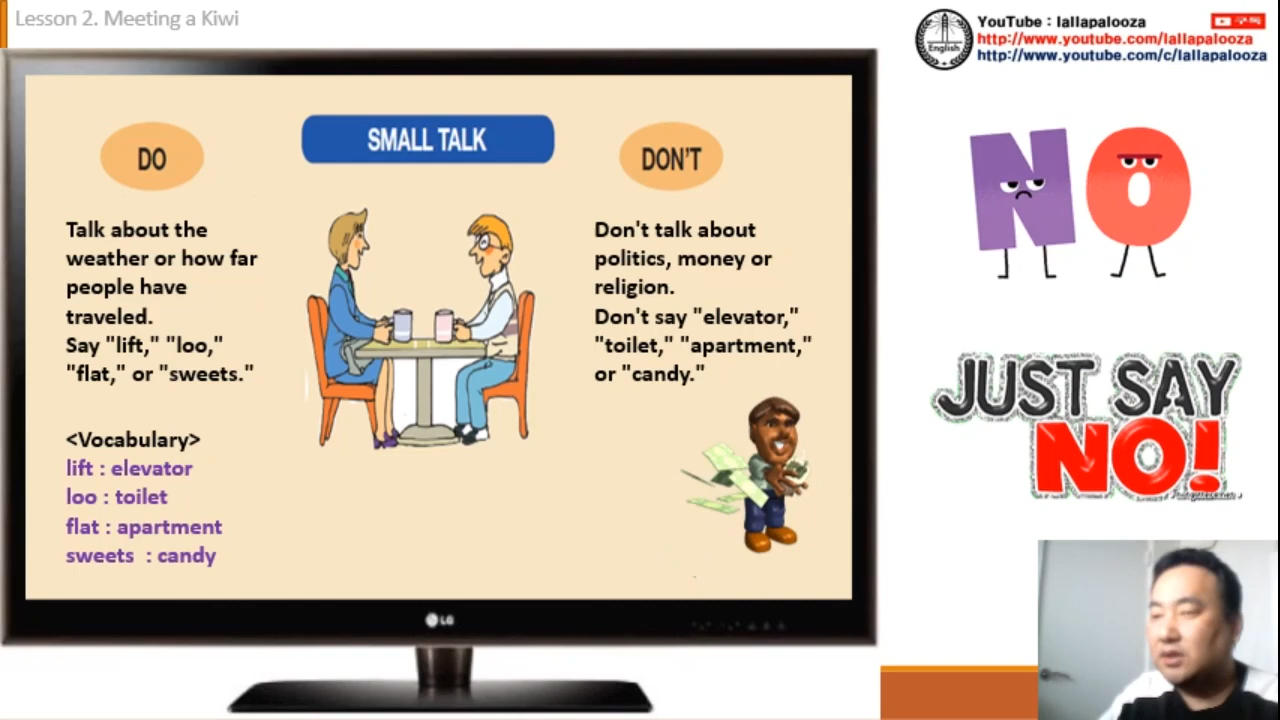 Lesson 2. Meeting a Kiwi
YouTube : lallapalooza
http://www.youtube.com/lallapalooza
http://www.youtube.com/c/lallapalooza
English
SMALL TALK
DO
Talk about the
weather or how far
people have
traveled.
Say "lift," "loo,"
"flat," or "sweets."
<Vocabulary>
lift : elevator
loo : toilet
flat : apartment
sweets : candy
DON'T
Don't talk about
politics, money or
religion.
Don't say "elevator,"
"toilet," "apartment,"
or "candy."
NO
JUST SAY
NO!
LG